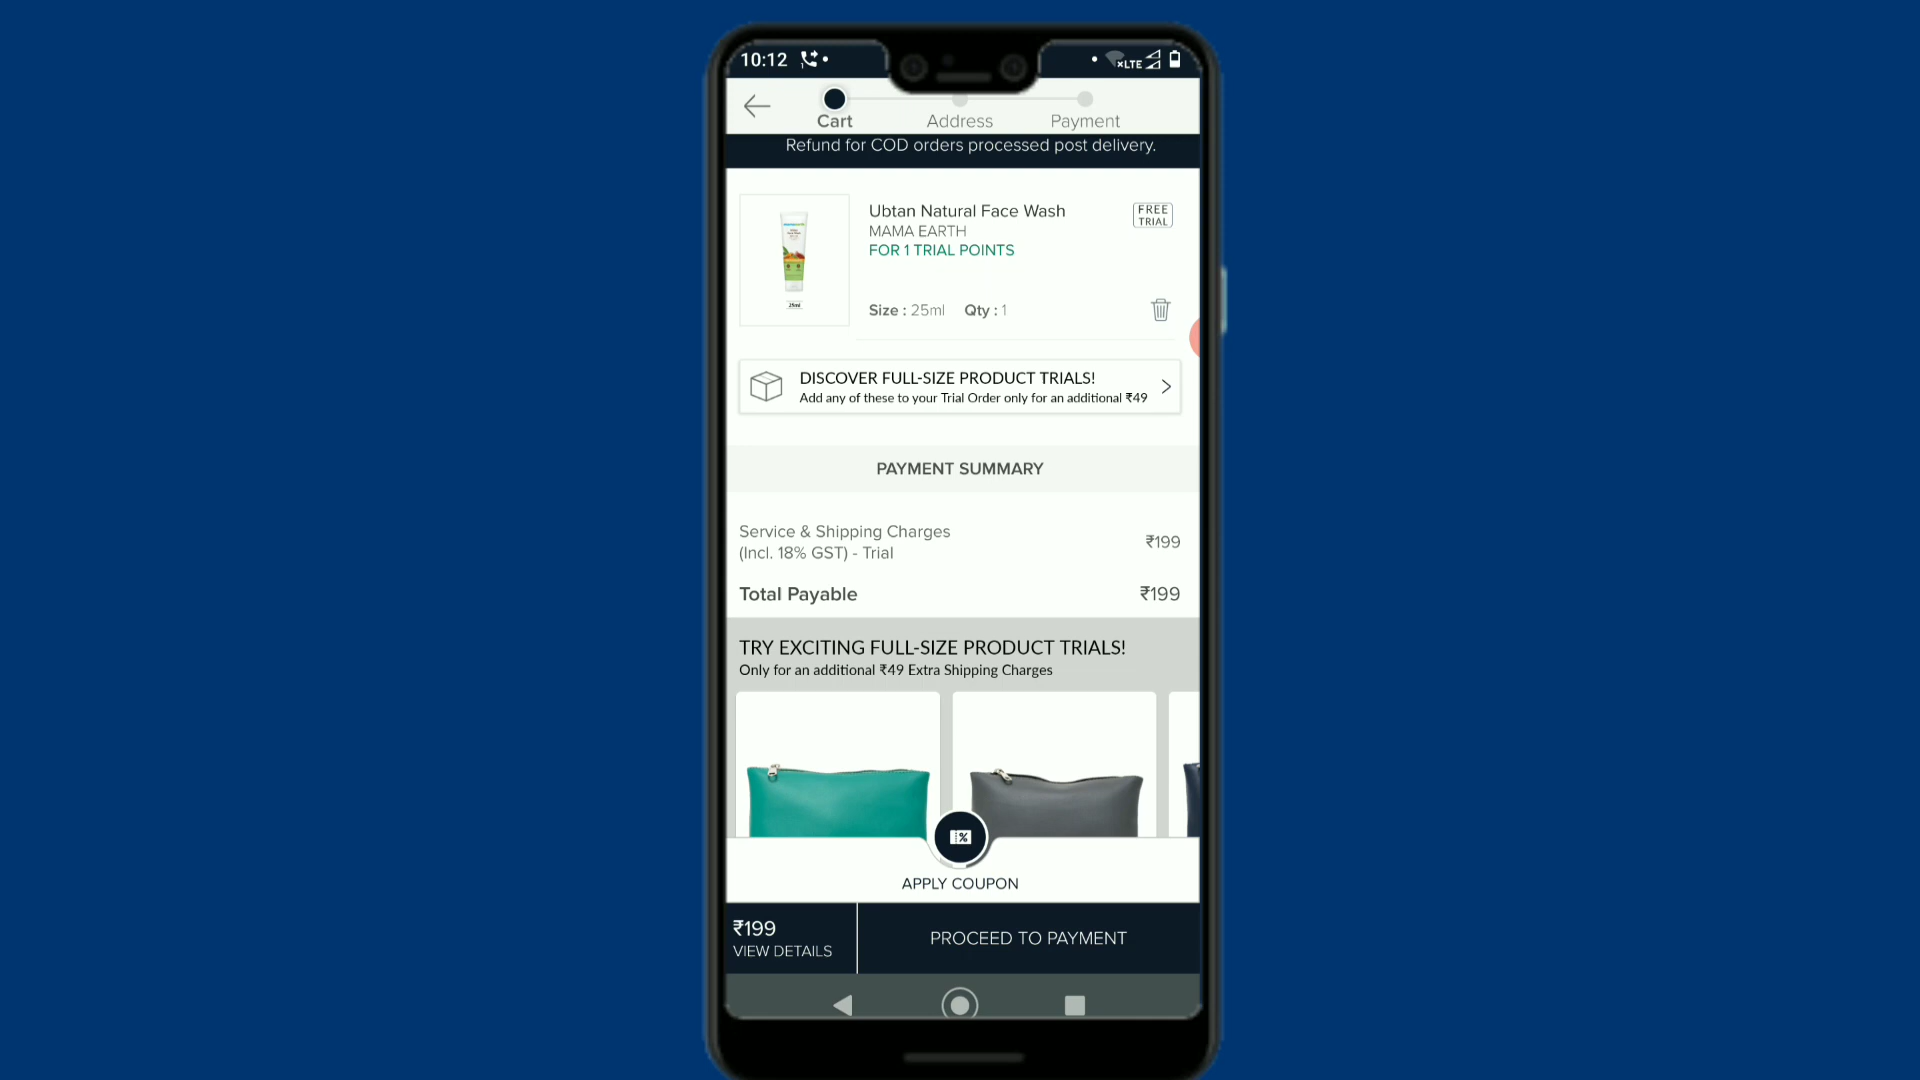 10:12
LTE
Cart
Address
Payment
Refund for COD orders processed post delivery.
Ubtan Natural Face Wash
FREE
TRIAL
MAMA EARTH
FOR 1 TRIAL POINTS
25ml
Size : 25ml Qty : 1
DISCOVER FULL-SIZE PRODUCT TRIALS!
Add any of these to your Trial Order only for an additional ₹49
PAYMENT SUMMARY
Service & Shipping Charges
(Incl. 18% GST) - Trial
₹199
Total Payable
₹199
TRY EXCITING FULL-SIZE PRODUCT TRIALS!
Only for an additional ₹49 Extra Shipping Charges
%
APPLY COUPON
₹199
VIEW DETAILS
PROCEED TO PAYMENT